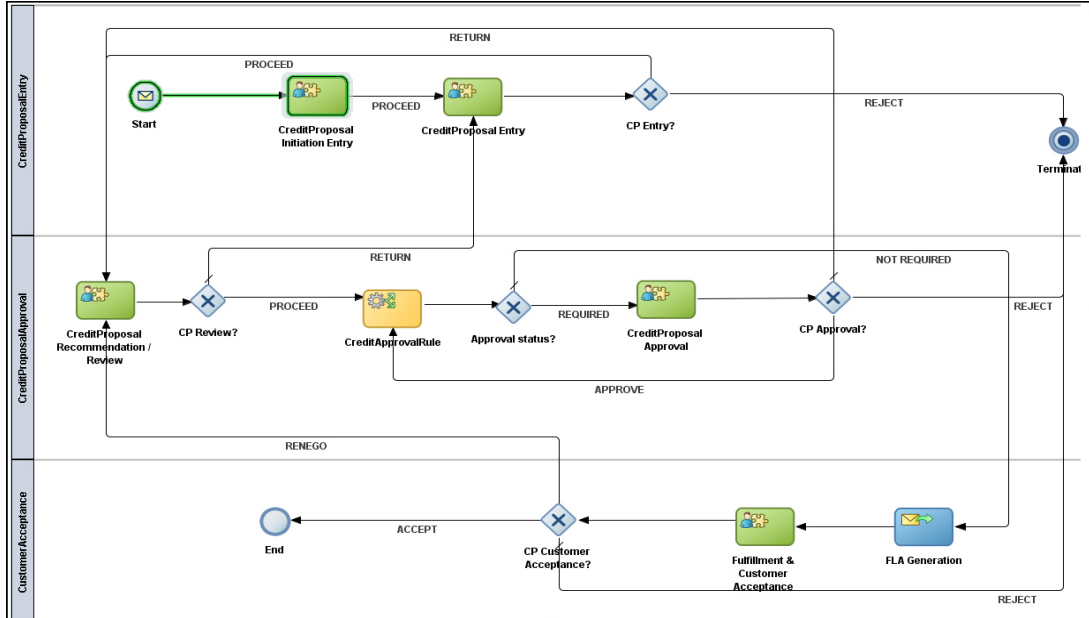 CreditProposalEntry
RETURN
PROCEED
Start
CreditProposal
Initiation Entry
PROCEED
CreditProposal Entry
CP Entry?
REJECT
Terminat
CreditProposalApproval
RETURN
NOT REQUIRED
CreditProposal
Recommendation /
Review
CP Review?
PROCEED
CreditApprovalRule
Approval status?
REQUIRED
CreditProposal
Approval
CP Approval?
REJECT
APPROVE
RENEGO
CustomerAcceptance
End
ACCEPT
CP Customer
Acceptance?
Fulfillment &
Customer
Acceptance
FLA Generation
REJECT